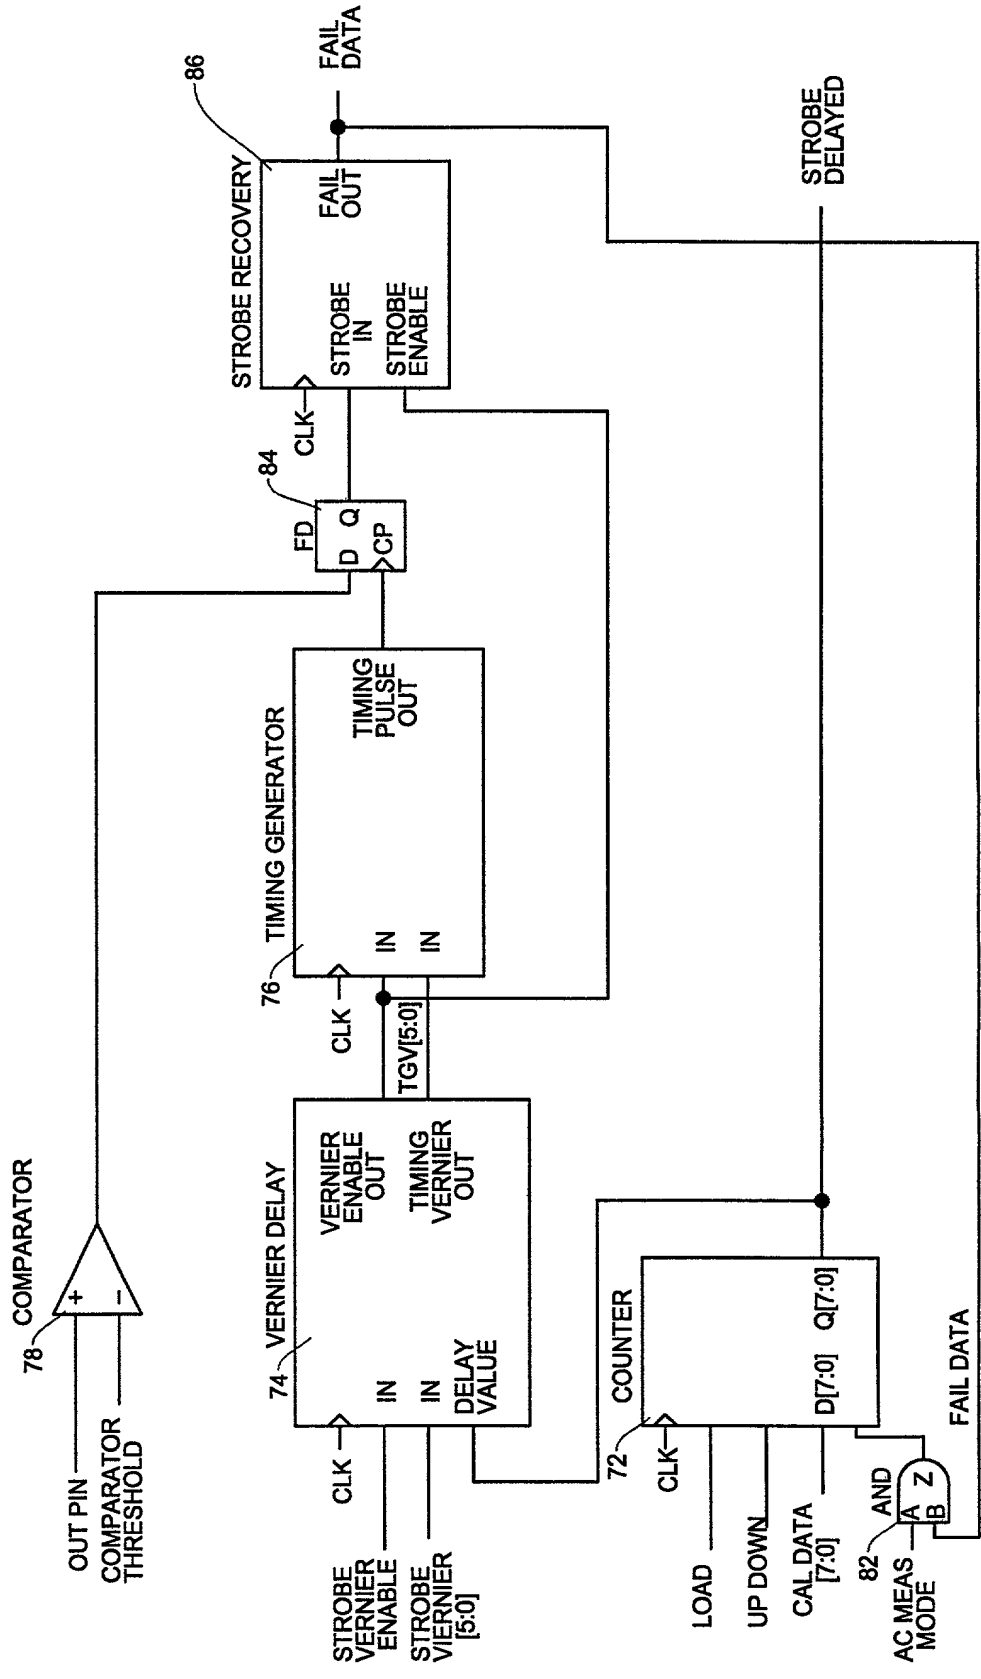 COMPARATOR
78
+
−
OUT PIN
COMPARATOR
THRESHOLD
STROBE RECOVERY
86
CLK
STROBE
IN
STROBE
ENABLE
FAIL
OUT
FAIL
DATA
FD
84
D
Q
CP
TIMING GENERATOR
76
CLK
IN
IN
TIMING
PULSE
OUT
TGV[5:0]
VERNIER DELAY
74
CLK
IN
IN
DELAY
VALUE
VERNIER
ENABLE
OUT
TIMING
VERNIER
OUT
STROBE
VERNIER
ENABLE
STROBE
VIERNIER
[5:0]
COUNTER
72
CLK
D[7:0]
Q[7:0]
LOAD
UP DOWN
CAL DATA
[7:0]
STROBE
DELAYED
AND
82
A
B
Z
AC MEAS
MODE
FAIL DATA